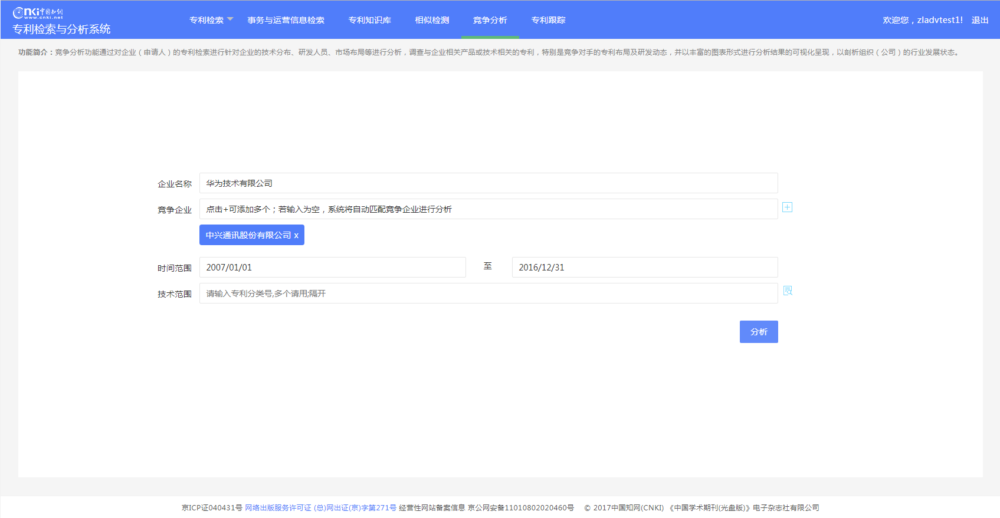 cnki中国知网
www.cnki.net
专利检索与分析系统
专利检索 事务与运营信息检索 专利知识库 相似检测 竞争分析 专利跟踪
欢迎您，zladvtest1! 退出
功能简介：竞争分析功能通过对企业（申请人）的专利检索进行针对企业的技术分布、研发人员、市场布局等进行分析，调查与企业相关产品或技术相关的专利，特别是竞争对手的专利布局及研发动态，并以丰富的图表形式进行分析结果的可视化呈现，以剖析组织（公司）的行业发展状态。
企业名称 华为技术有限公司
竞争企业 点击+可添加多个；若输入为空，系统将自动匹配竞争企业进行分析
中兴通讯股份有限公司 x
时间范围 2007/01/01 至 2016/12/31
技术范围 请输入专利分类号,多个请用;隔开
分析
京ICP证040431号 网络出版服务许可证 (总)网出证(京)字第271号 经营性网站备案信息 京公网安备11010802020460号 © 2017中国知网(CNKI) 《中国学术期刊(光盘版)》电子杂志社有限公司